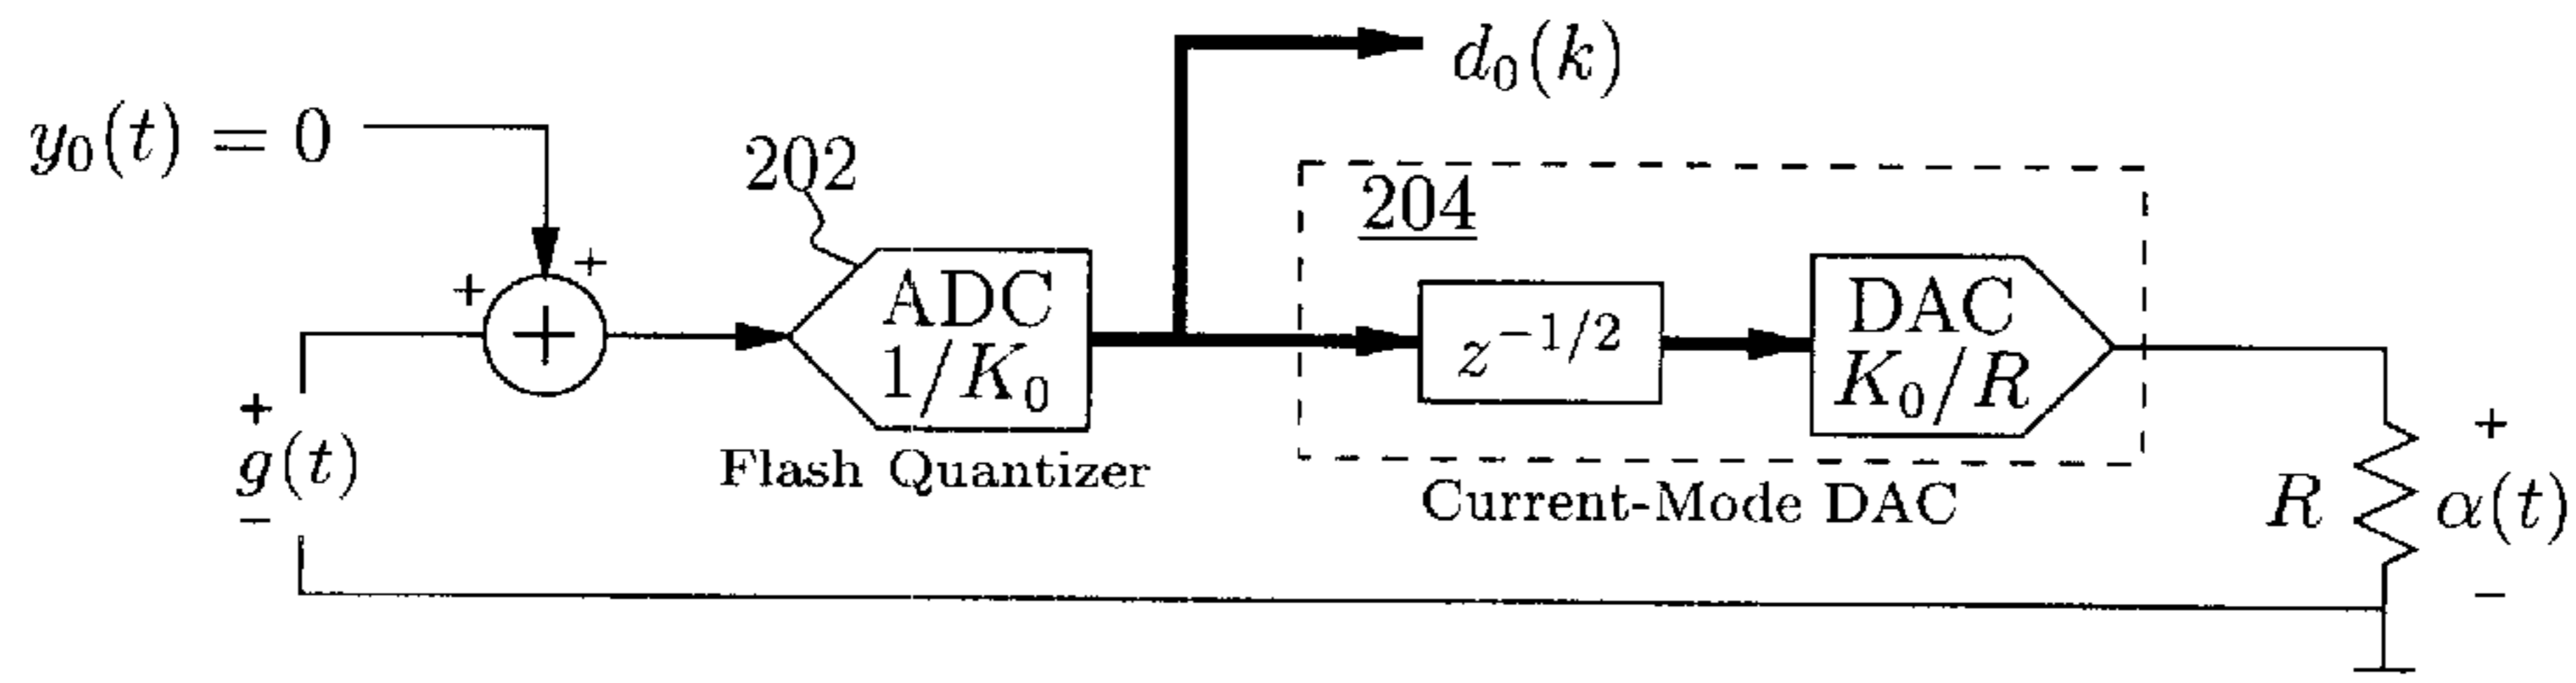 d₀(k)
y₀(t) = 0
202
204
+
+
+
ADC
1/K₀
z⁻¹/²
DAC
K₀/R
+
g(t)
−
Flash Quantizer
Current-Mode DAC
R
+
α(t)
−